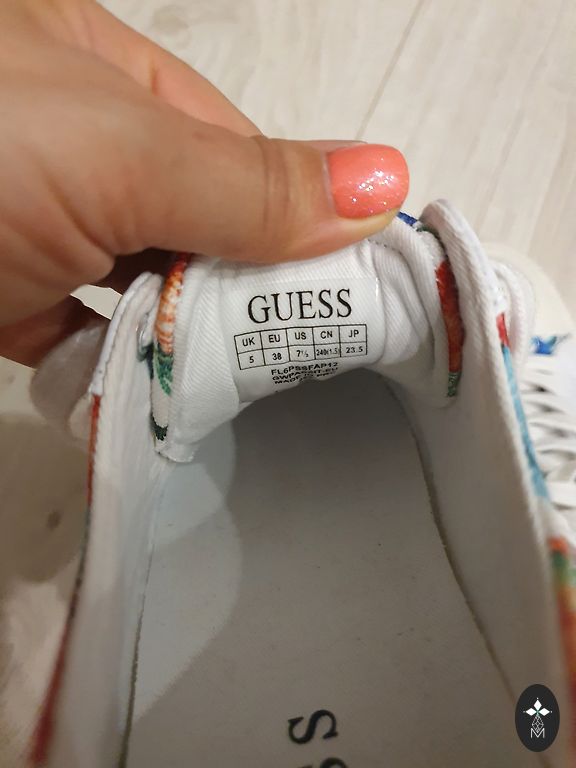 GUESS
UK EU US CN JP
5 38 7½ 240(1.5) 23.5
FL6PSSFAP12
S
M